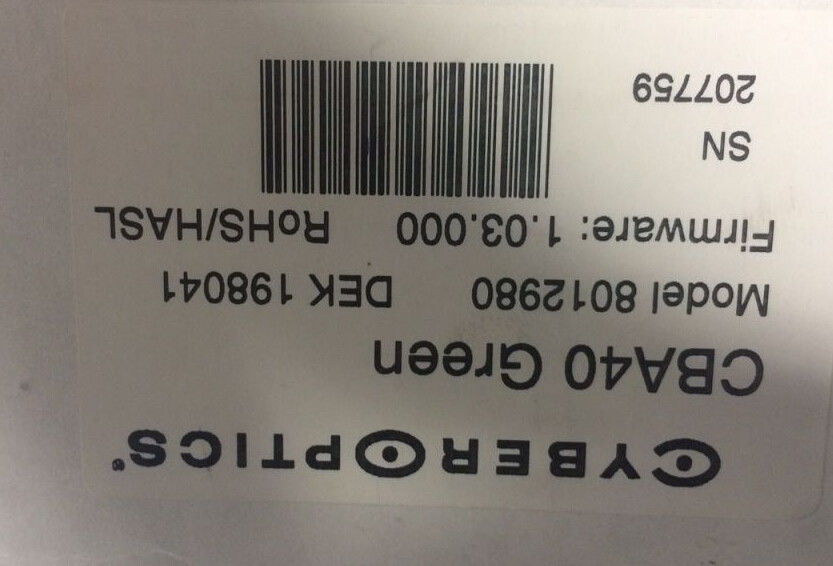 CYBEROPTICS®
CBA40 Green
Model 8012980 DEK 198041
Firmware: 1.03.000 RoHS/HASL
SN
207759